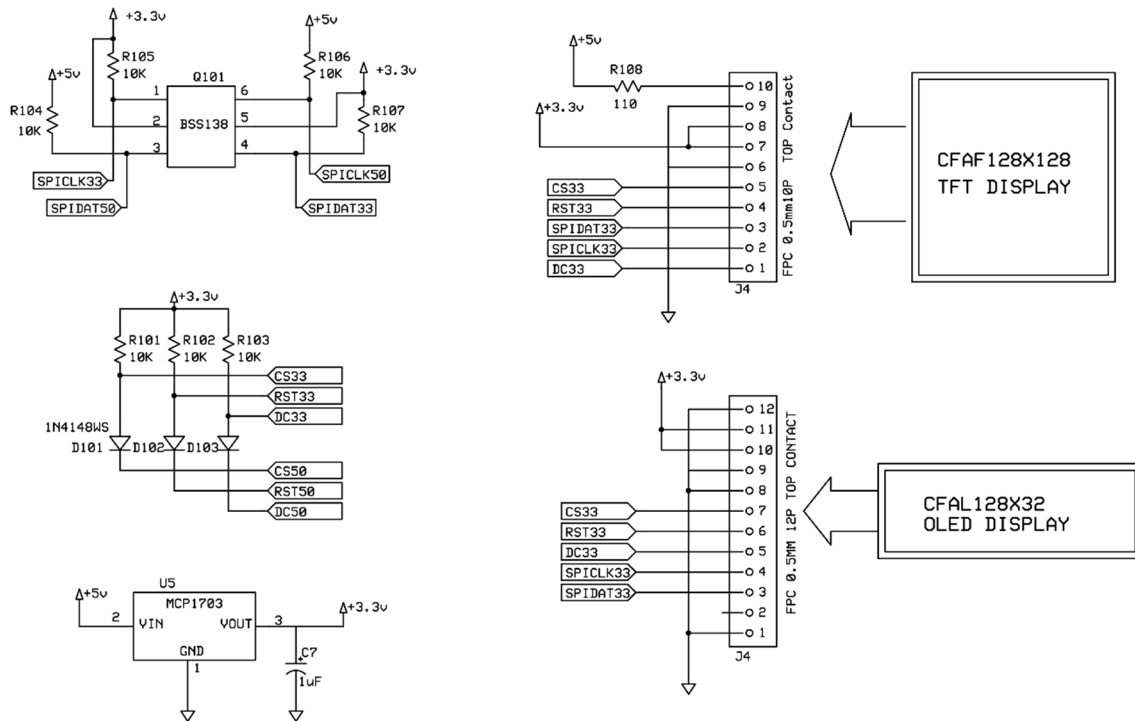 +3.3v
R105
10K
+5v
R104
10K
Q101
BSS138
1
2
3
6
5
4
+5v
R106
10K
+3.3v
R107
10K
SPICLK33
SPIDAT50
SPICLK50
SPIDAT33
+3.3v
R101
10K
R102
10K
R103
10K
CS33
RST33
DC33
1N4148WS
D101
D102
D103
CS50
RST50
DC50
U5
MCP1703
+5v
2
VIN
VOUT
3
GND
1
+3.3v
C7
+
1uF
+5v
R108
110
+3.3v
CS33
RST33
SPIDAT33
SPICLK33
DC33
10
9
8
7
6
5
4
3
2
1
FPC 0.5mm10P TOP Contact
J4
CFAF128X128
TFT DISPLAY
+3.3v
CS33
RST33
DC33
SPICLK33
SPIDAT33
12
11
10
9
8
7
6
5
4
3
2
1
FPC 0.5MM 12P TOP CONTACT
J4
CFAL128X32
OLED DISPLAY